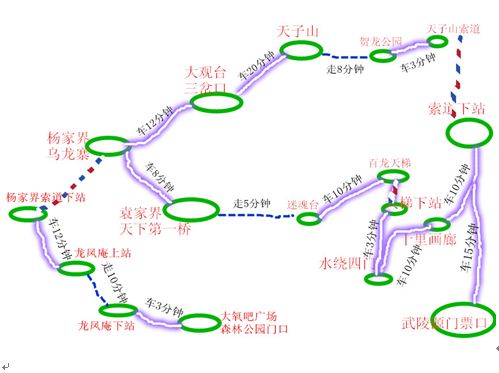 天子山
贺龙公园
天子山索道
车3分钟
走8分钟
车20分钟
大观台
三岔口
索道下站
车12分钟
杨家界
乌龙寨
百龙天梯
车8分钟
车10分钟
车10分钟
杨家界索道下站
袁家界
天下第一桥
走5分钟
迷魂台
天梯下站
十里画廊
车12分钟
车3分钟
车10分钟
车15分钟
龙凤庵上站
水绕四门
走10分钟
车3分钟
龙凤庵下站
大氧吧广场
森林公园门口
武陵源门票口